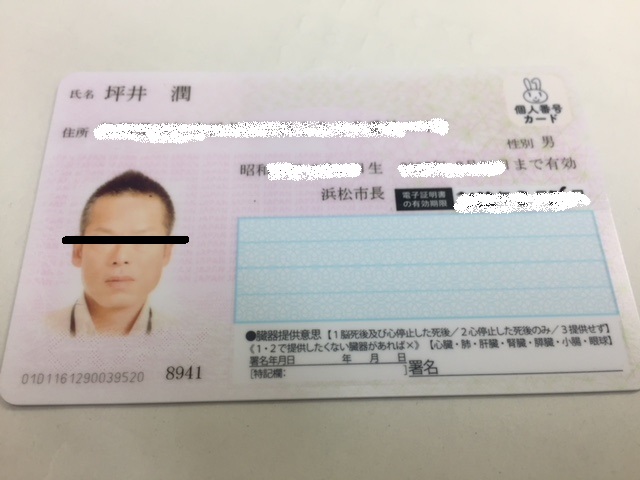 氏名 坪井 潤
個人番号
カード
住所
性別 男
昭和 生 まで有効
浜松市長 電子証明書
の有効期限
●臓器提供意思【1脳死後及び心停止した死後/2心停止した死後のみ/3提供せず】
《1・2で提供したくない臓器があれば×》【心臓・肺・肝臓・腎臓・膵臓・小腸・眼球】
署名年月日 年 月 日
[特記欄: ]署名
01D1161290039520 8941